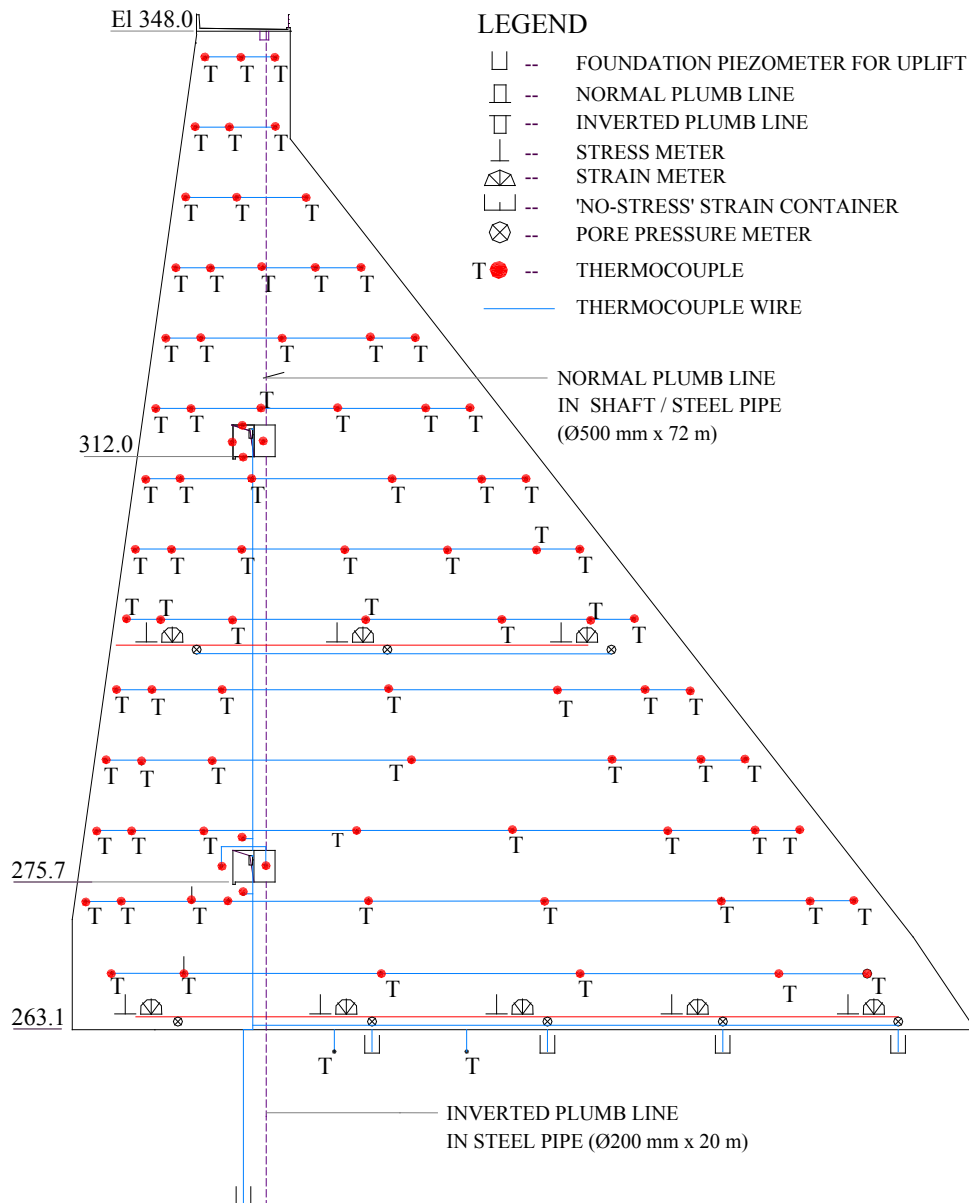 El 348.0
LEGEND
-- FOUNDATION PIEZOMETER FOR UPLIFT
-- NORMAL PLUMB LINE
-- INVERTED PLUMB LINE
-- STRESS METER
-- STRAIN METER
-- 'NO-STRESS' STRAIN CONTAINER
-- PORE PRESSURE METER
T -- THERMOCOUPLE
THERMOCOUPLE WIRE
T T T
T T T
T T T
T T T T T
T T T T T
NORMAL PLUMB LINE
IN SHAFT / STEEL PIPE
(Ø500 mm x 72 m)
T
T T T T T
312.0
T T T T T T
T
T T T T T T
T T T T
T T T
T T T T T T T
T T T T T T T
T T T T T T T T
275.7
T T T T T T T T
T T T T T T
263.1
T T
INVERTED PLUMB LINE
IN STEEL PIPE (Ø200 mm x 20 m)